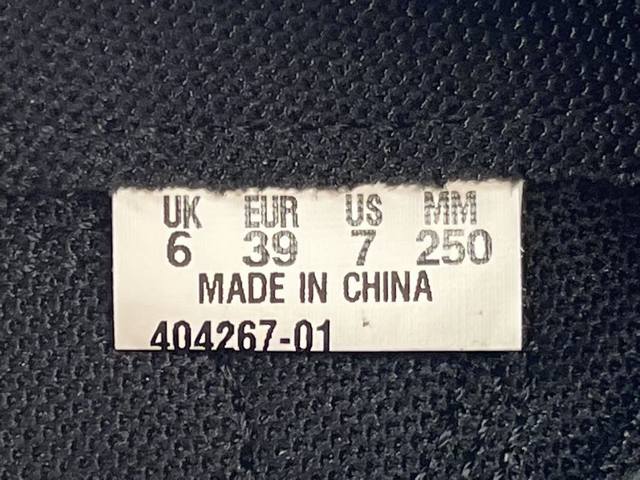 UK EUR US MM
6 39 7 250
MADE IN CHINA
404267-01